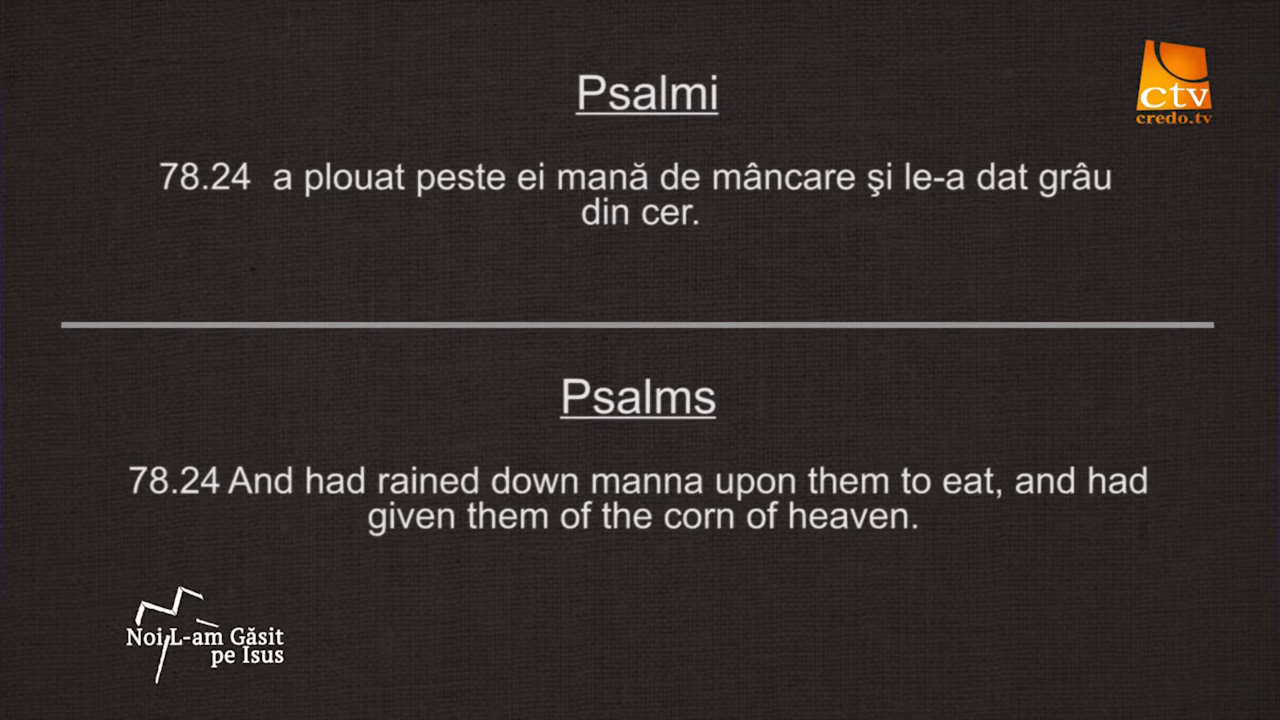 Psalmi
ctv
credo.tv
78.24 a plouat peste ei mană de mâncare şi le-a dat grâu
din cer.
Psalms
78.24 And had rained down manna upon them to eat, and had
given them of the corn of heaven.
Noi L-am Găsit
pe Isus